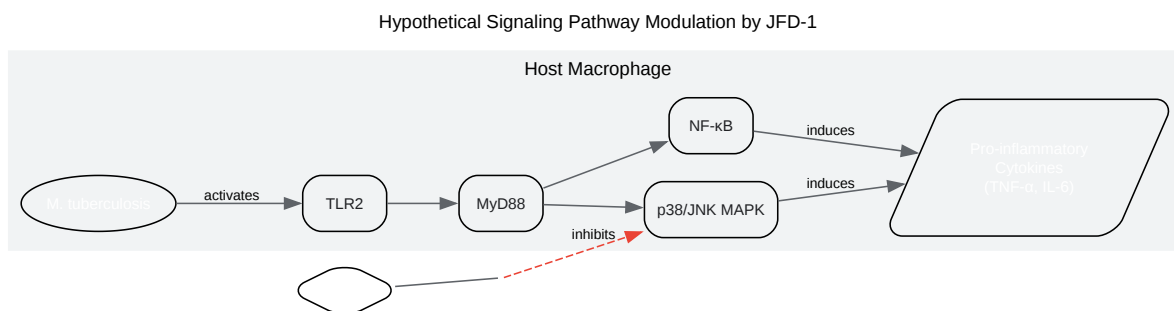 Hypothetical Signaling Pathway Modulation by JFD-1
Host Macrophage
M. tuberculosis
activates
TLR2
MyD88
NF-κB
p38/JNK MAPK
induces
induces
Pro-inflammatory
Cytokines
(TNF-α, IL-6)
inhibits